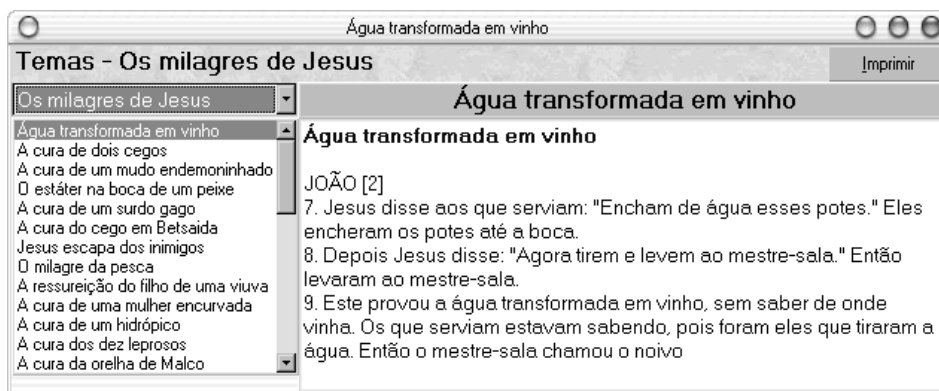 Água transformada em vinho
Temas - Os milagres de Jesus
Imprimir
Os milagres de Jesus
Água transformada em vinho
Água transformada em vinho
A cura de dois cegos
A cura de um mudo endemoninhado
O estáter na boca de um peixe
A cura de um surdo gago
A cura do cego em Betsaida
Jesus escapa dos inimigos
O milagre da pesca
A ressureição do filho de uma viuva
A cura de uma mulher encurvada
A cura de um hidrópico
A cura dos dez leprosos
A cura da orelha de Malco
Água transformada em vinho
JOÃO [2]
7. Jesus disse aos que serviam: "Encham de água esses potes." Eles
encheram os potes até a boca.
8. Depois Jesus disse: "Agora tirem e levem ao mestre-sala." Então
levaram ao mestre-sala.
9. Este provou a água transformada em vinho, sem saber de onde
vinha. Os que serviam estavam sabendo, pois foram eles que tiraram a
água. Então o mestre-sala chamou o noivo